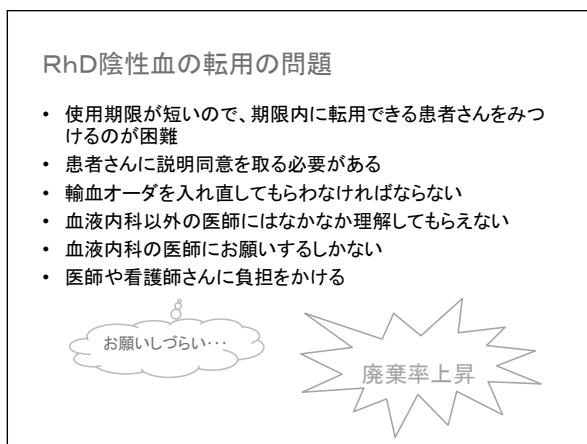 RhD陰性血の転用の問題
• 使用期限が短いので、期限内に転用できる患者さんをみつ
けるのが困難
• 患者さんに説明同意を取る必要がある
• 輸血オーダを入れ直してもらわなければならない
• 血液内科以外の医師にはなかなか理解してもらえない
• 血液内科の医師にお願いするしかない
• 医師や看護師さんに負担をかける
お願いしづらい･･･
廃棄率上昇